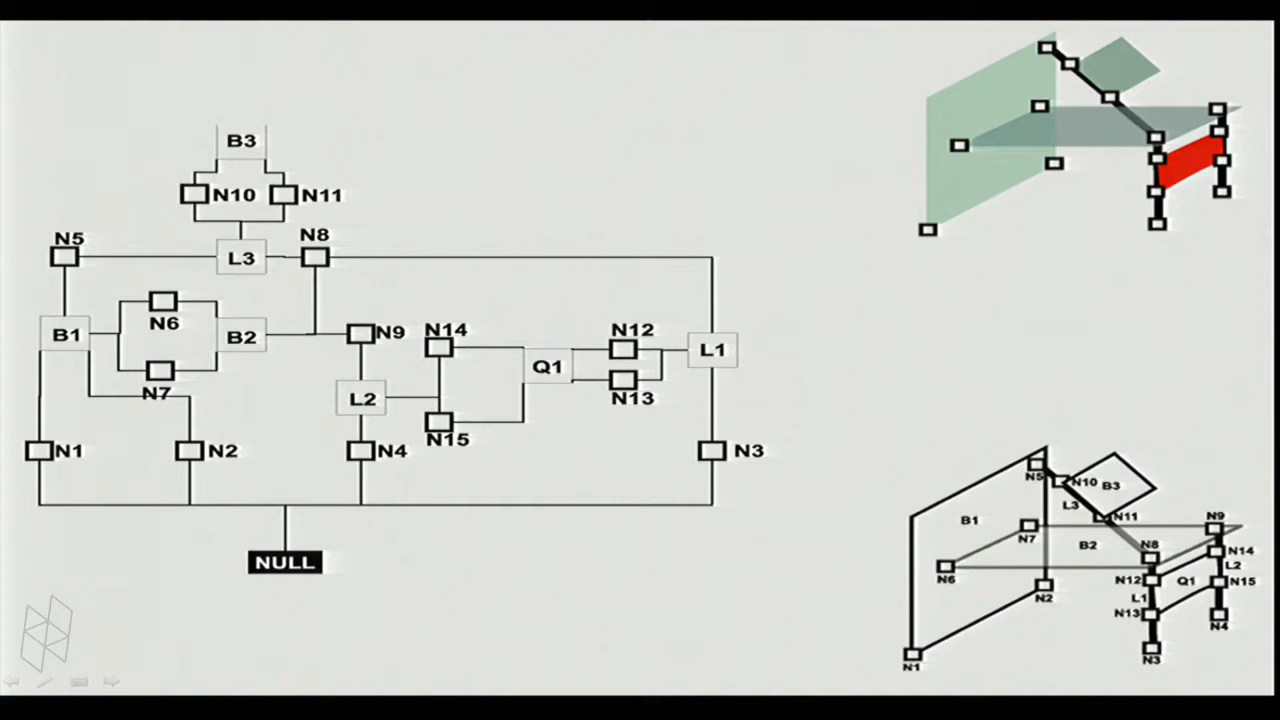 B3
N10 N11
N5 N8
L3
N6
B1 B2 N9 N14 N12 L1
Q1
N7 L2 N13
N15
N1 N2 N4 N3
NULL
N5 N10 B3
L3
B1 N11 N9
N7 B2 N8 N14
N6 N12 Q1 L2
N15
N2 L1
N13 N4
N1 N3